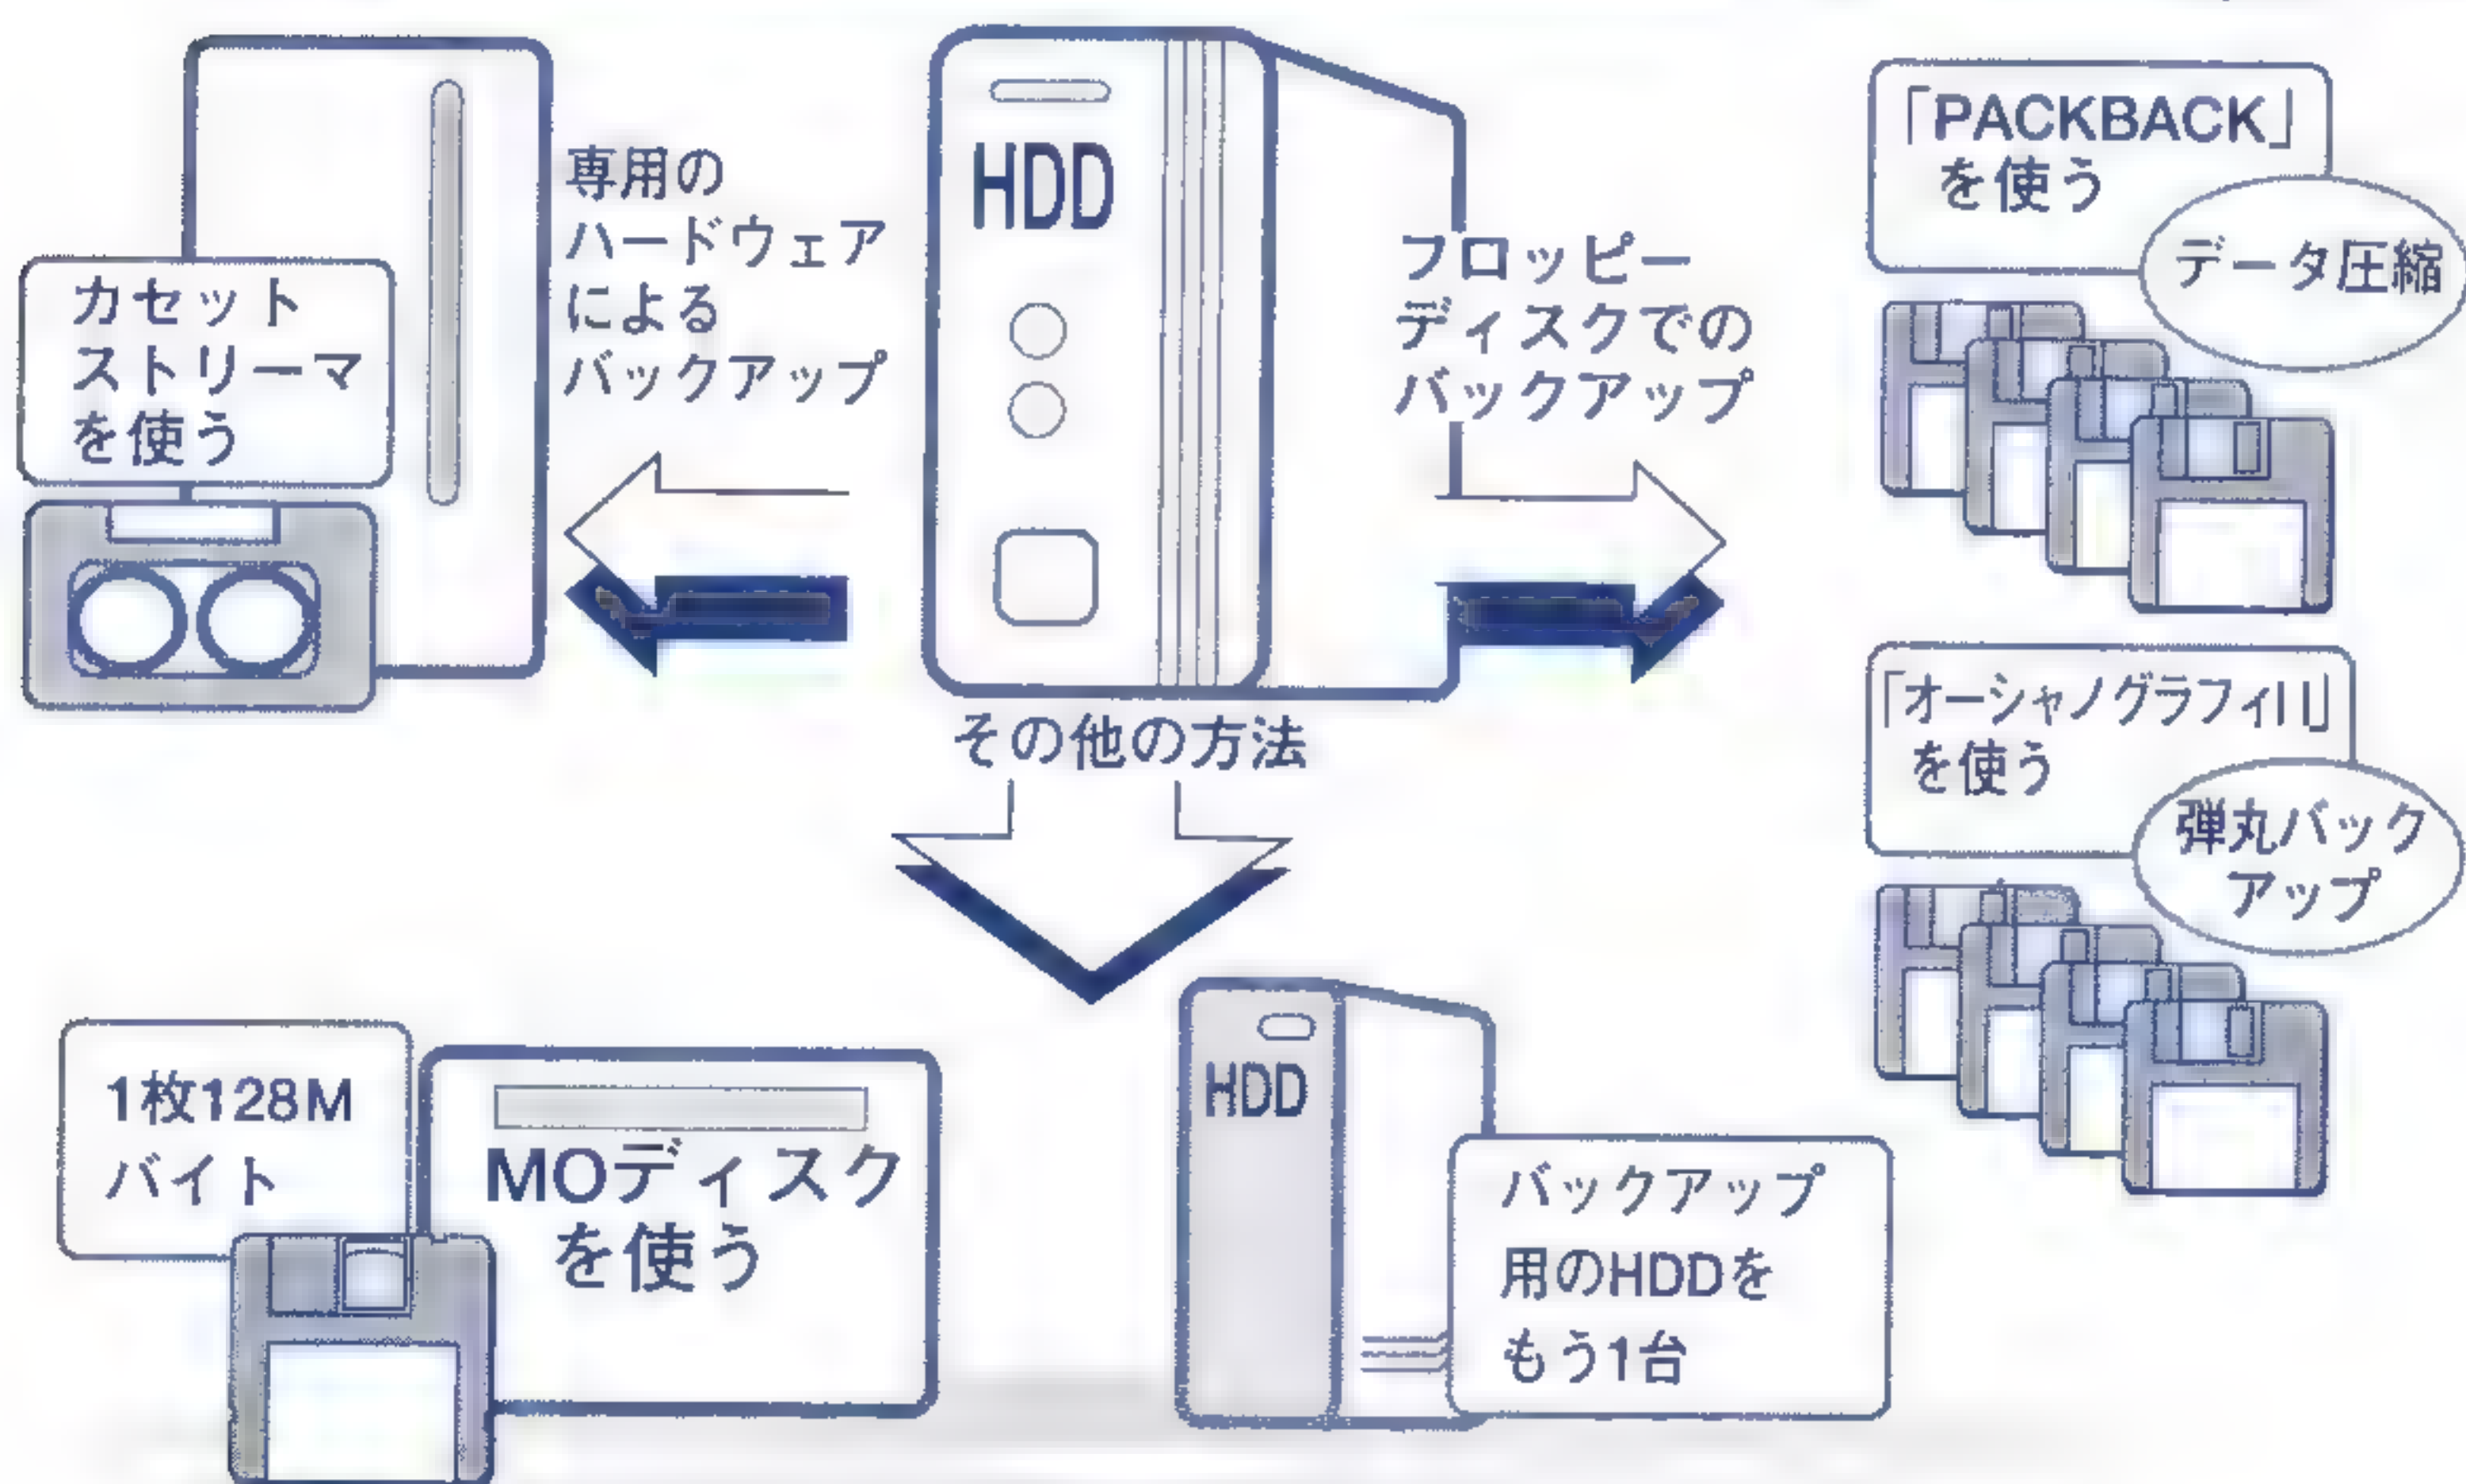 専用の
ハードウェア
による
バックアップ
カセット
ストリーマ
を使う
HDD
フロッピー
ディスクでの
バックアップ
「PACKBACK」
を使う
データ圧縮
「オーシャノグラフィII」
を使う
弾丸バック
アップ
その他の方法
1枚128M
バイト
MOディスク
を使う
HDD
バックアップ
用のHDDを
もう1台